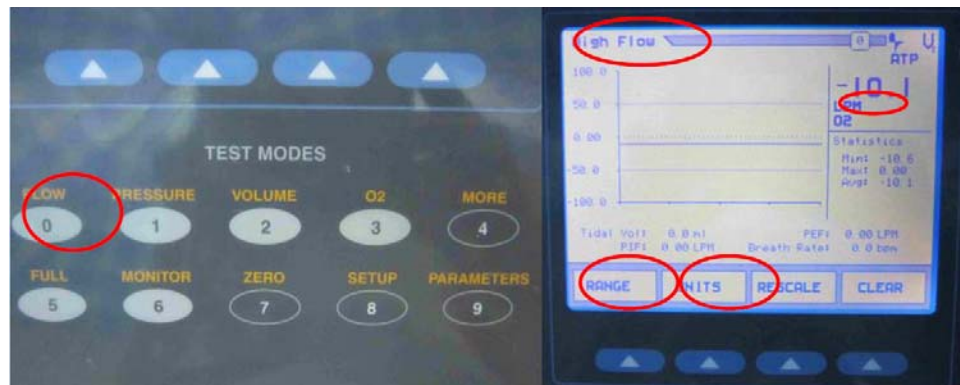 TEST MODES
FLOW PRESSURE VOLUME O2 MORE
0 1 2 3 4
FULL MONITOR ZERO SETUP PARAMETERS
5 6 7 8 9
High Flow
ATP
100.0
50.0
0.00
-50.0
-100.0
-10.1
LPM
O2
Statistics
Min: -10.6
Max: 0.00
Avg: -10.1
Tidal Vol: 0.0 ml PEF: 0.00 LPM
PIF: 0.00 LPM Breath Rate: 0.0 bpm
RANGE UNITS RESCALE CLEAR